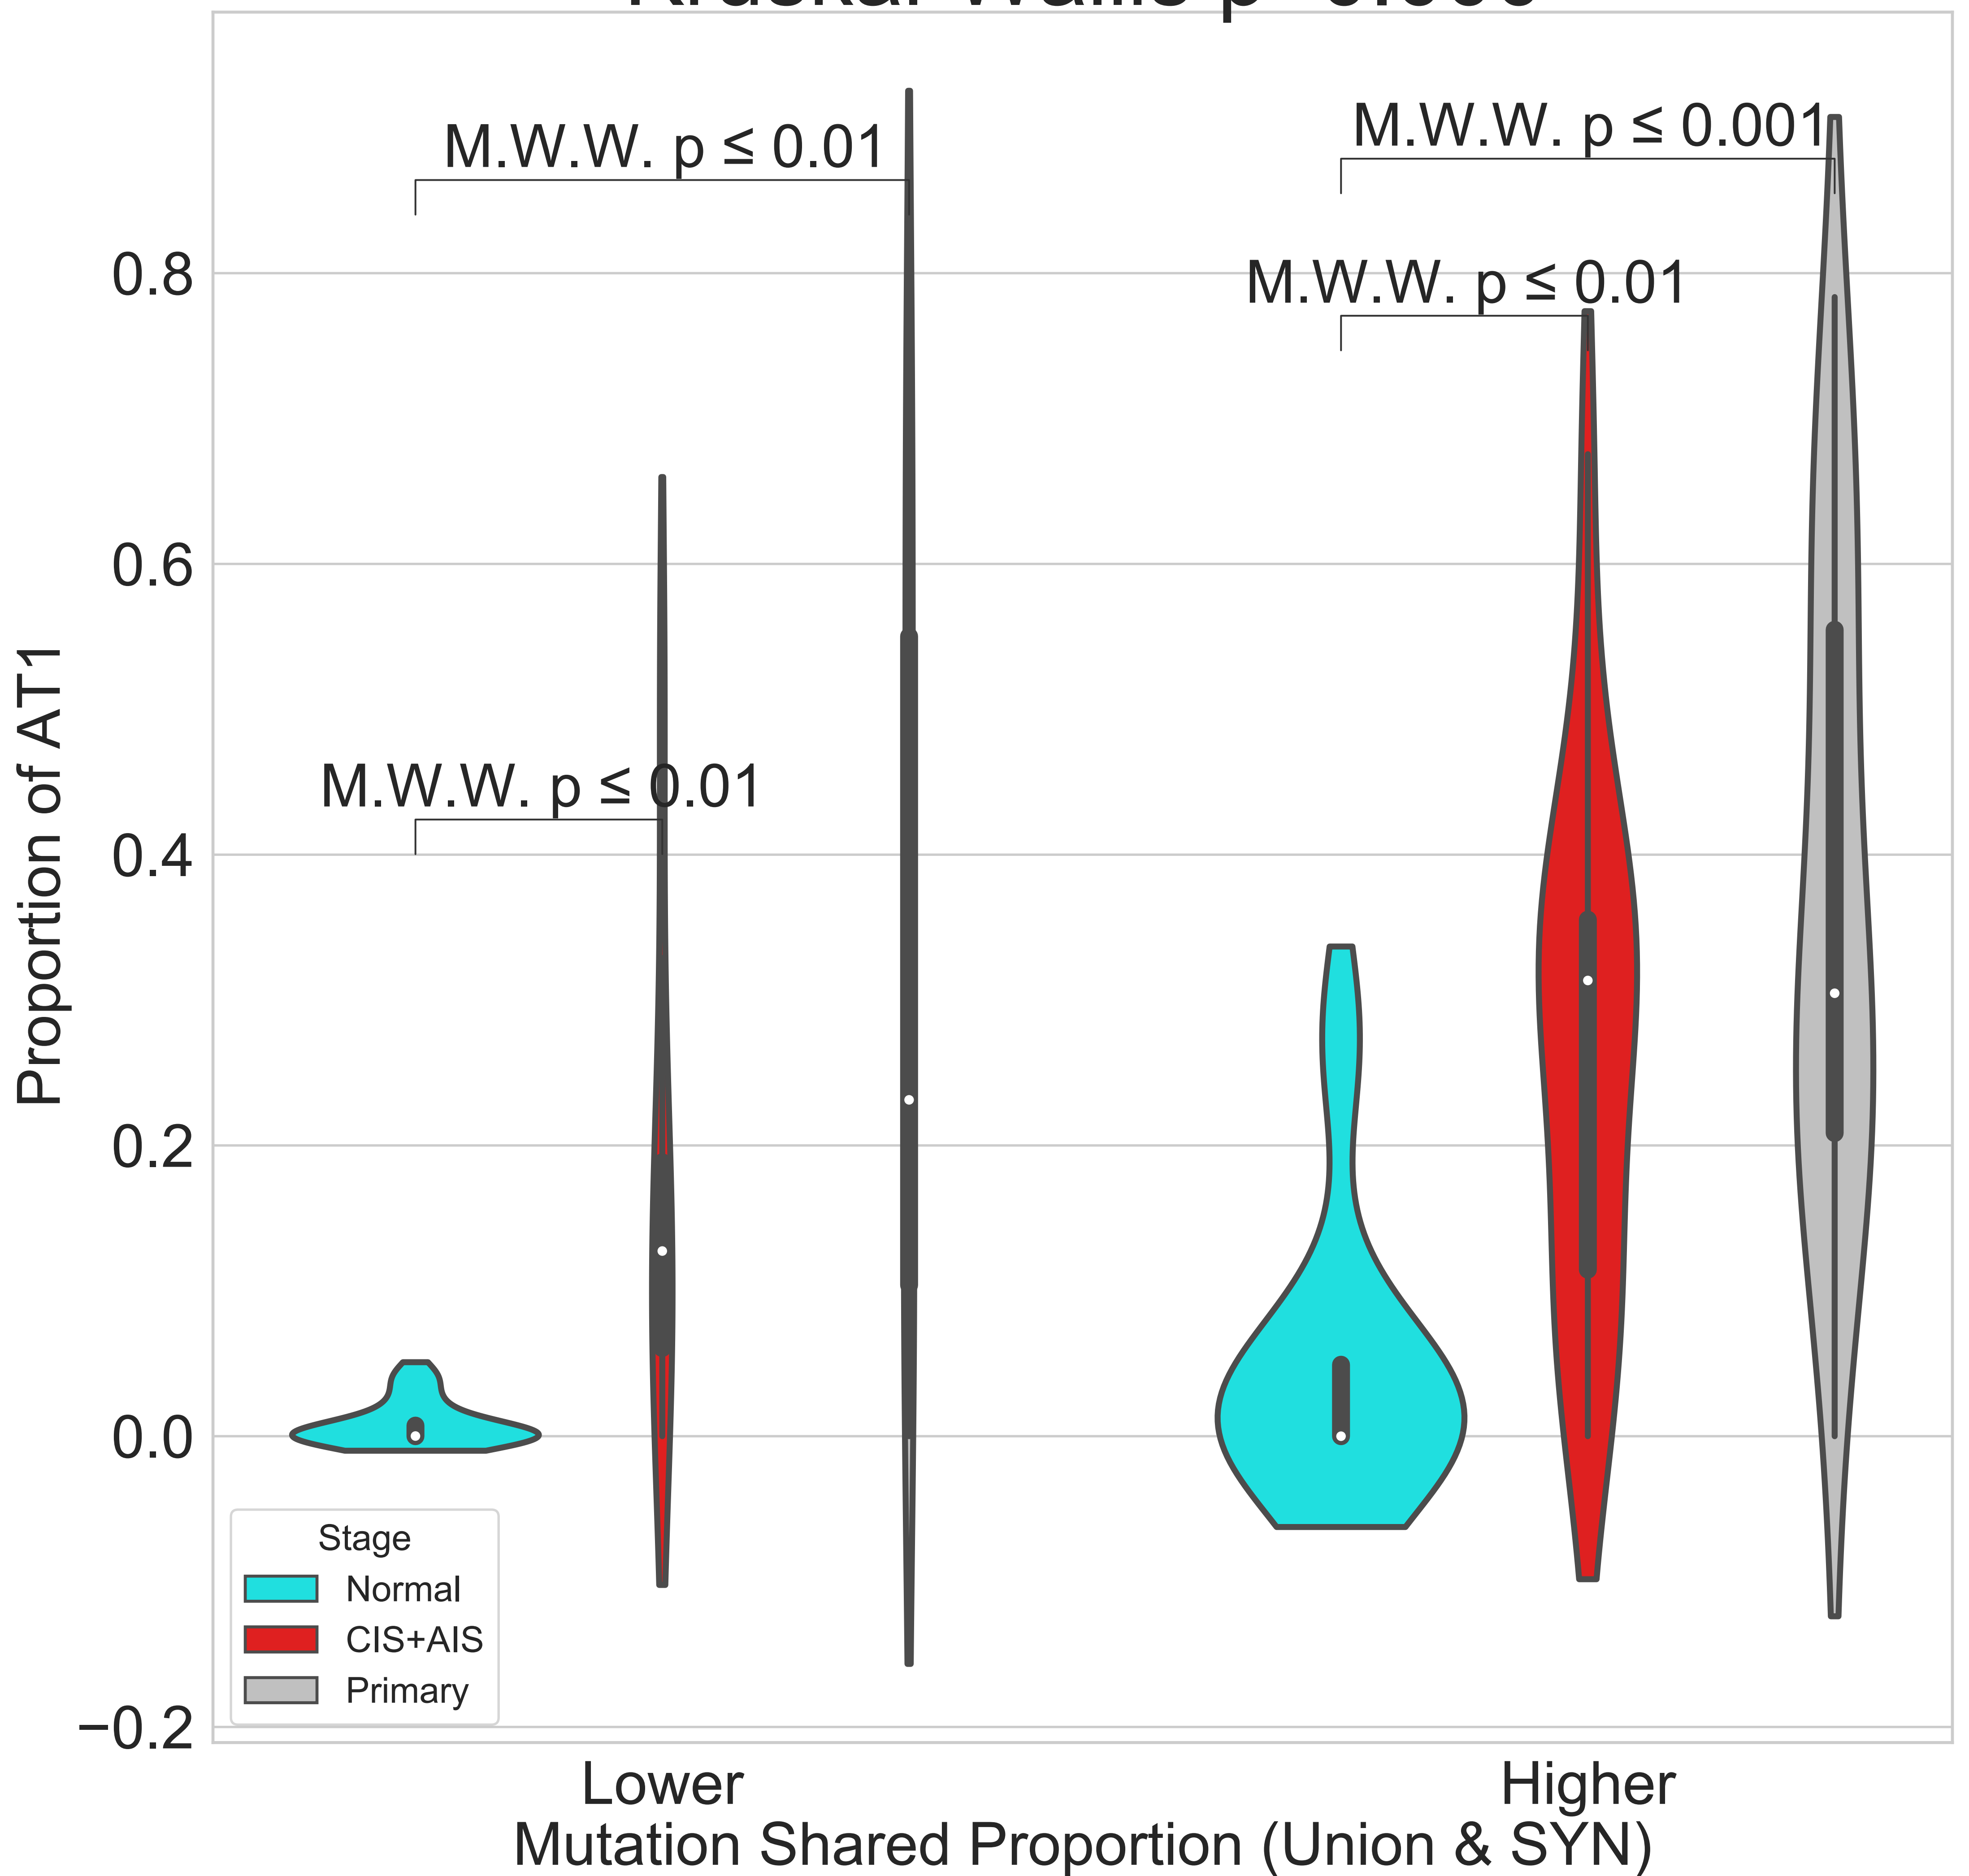 M.W.W. p ≤ 0.01
M.W.W. p ≤ 0.001
M.W.W. p ≤ 0.01
M.W.W. p ≤ 0.01
Proportion of AT1
0.8
0.6
0.4
0.2
0.0
−0.2
Stage
Normal
CIS+AIS
Primary
Lower
Higher
Mutation Shared Proportion (Union & SYN)